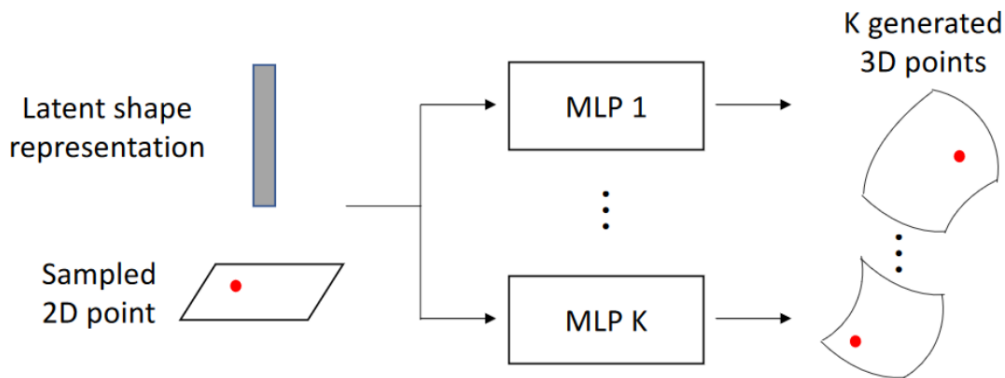 Latent shape
representation
Sampled
2D point
MLP 1
MLP K
K generated
3D points